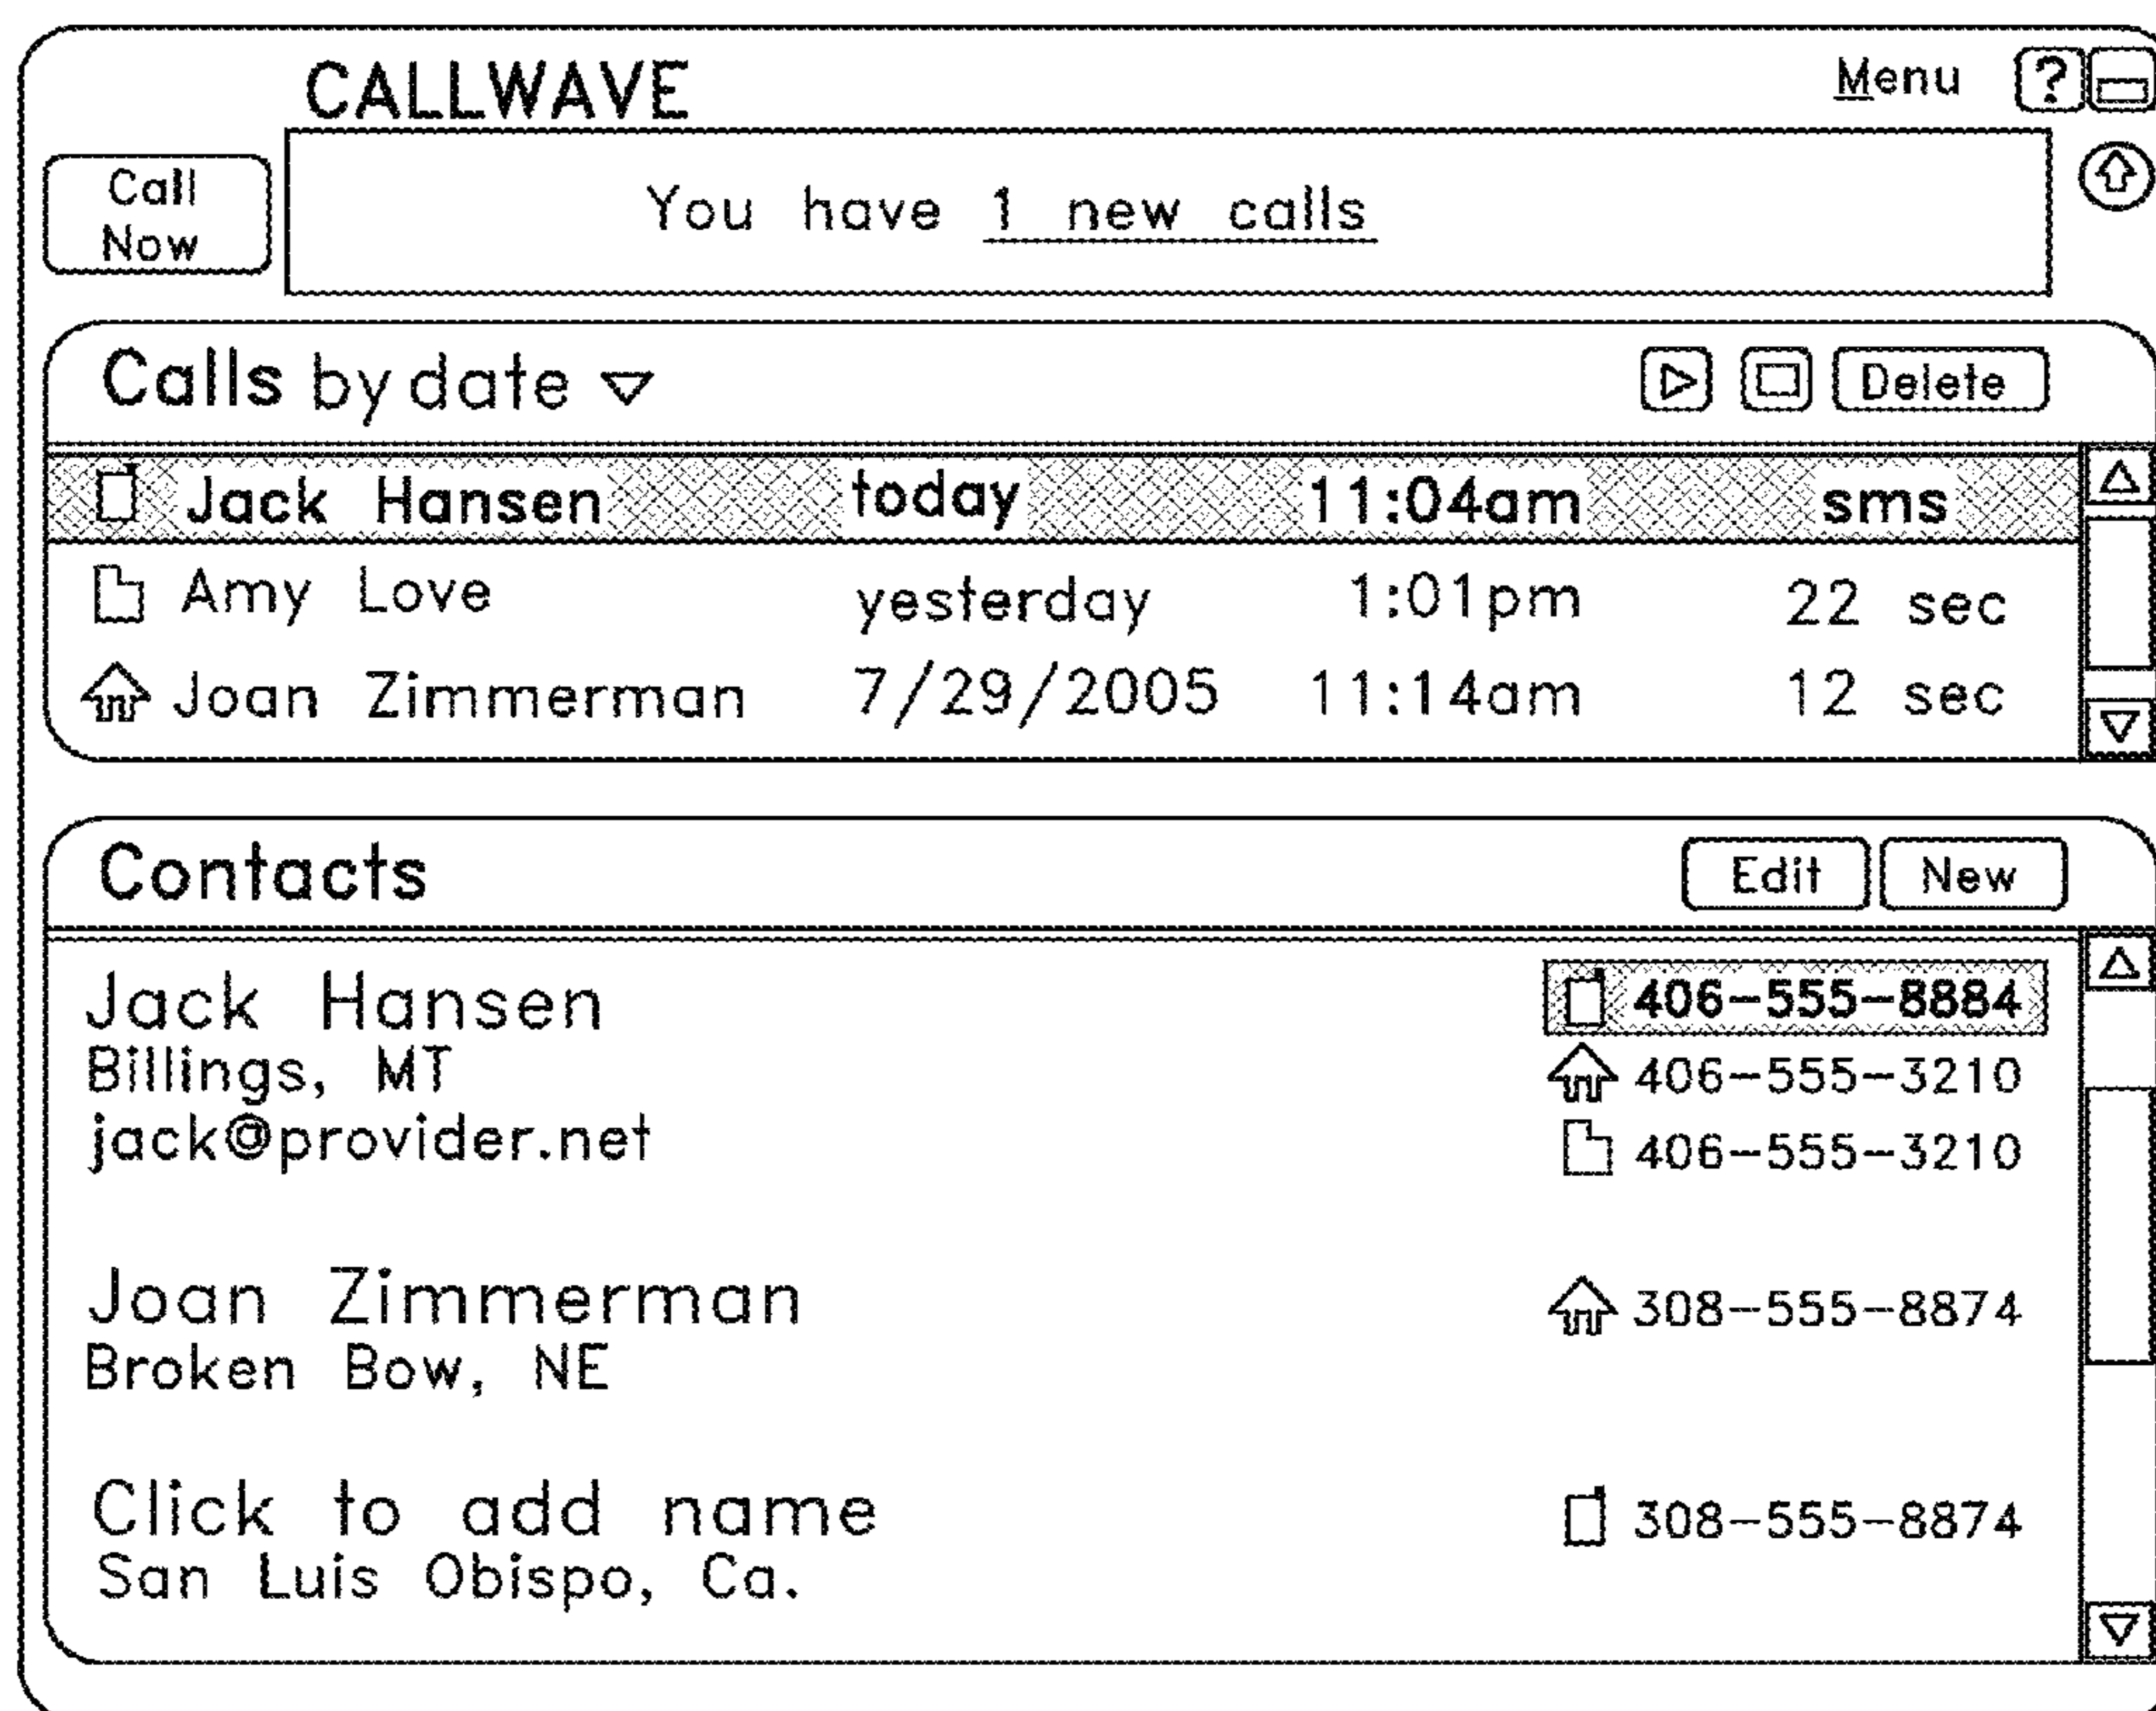 CALLWAVE Menu ?
Call
Now
You have 1 new calls
Calls by date Delete
Jack Hansen today 11:04am sms
Amy Love yesterday 1:01pm 22 sec
Joan Zimmerman 7/29/2005 11:14am 12 sec
Contacts Edit New
Jack Hansen 406-555-8884
Billings, MT 406-555-3210
jack@provider.net 406-555-3210
Joan Zimmerman 308-555-8874
Broken Bow, NE
Click to add name 308-555-8874
San Luis Obispo, Ca.